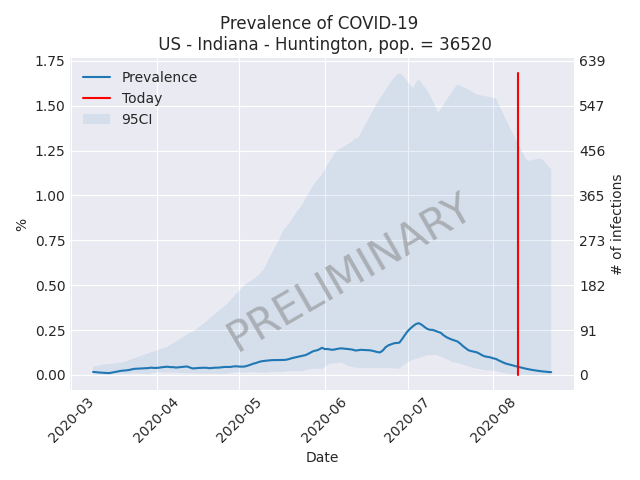 Prevalence of COVID-19
US - Indiana - Huntington, pop. = 36520
Prevalence
Today
95CI
1.75
1.50
1.25
1.00
0.75
0.50
0.25
0.00
%
639
547
456
365
273
182
91
0
# of infections
PRELIMINARY
2020-03
2020-04
2020-05
2020-06
2020-07
2020-08
Date